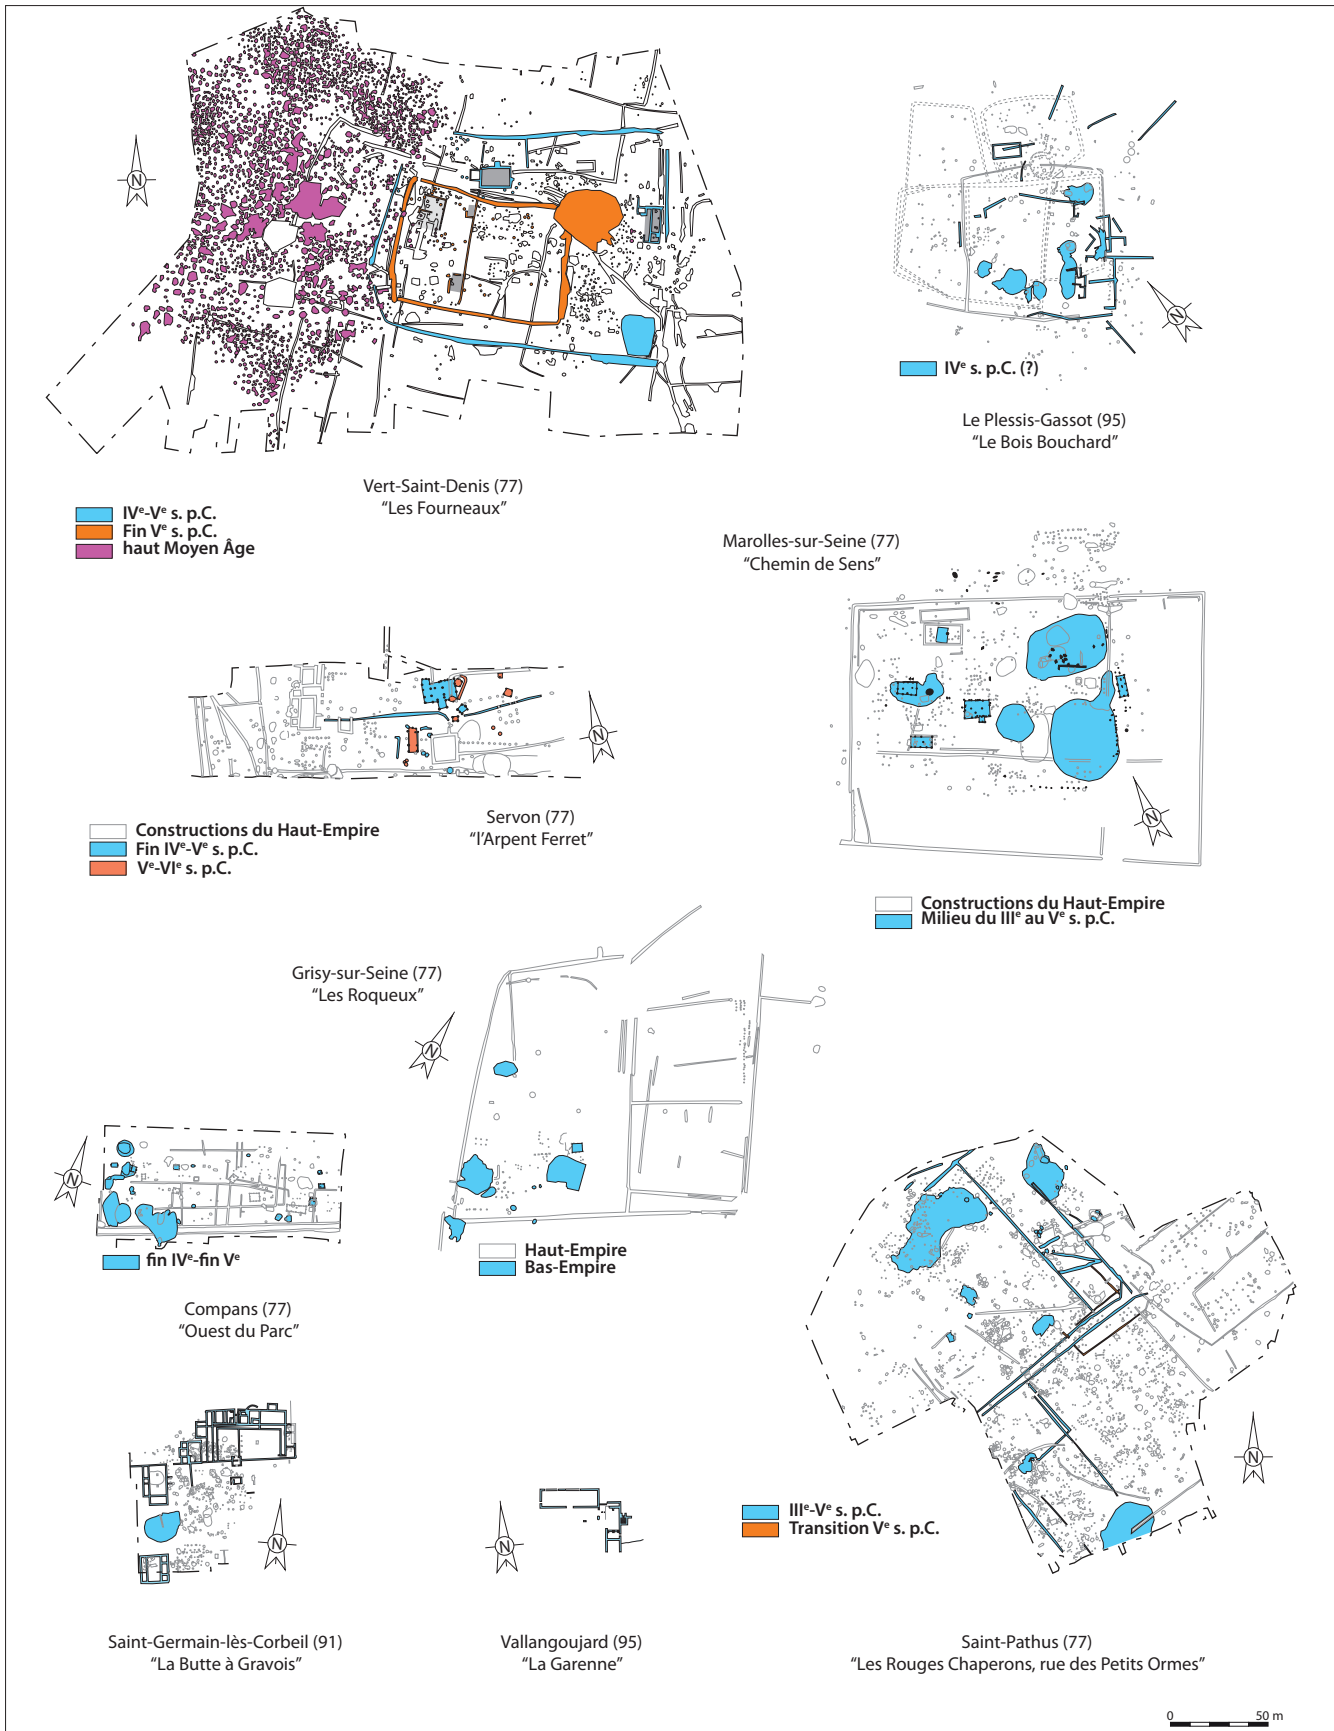 N
IVe s. p.C. (?)
Le Plessis-Gassot (95)
“Le Bois Bouchard”
N
Vert-Saint-Denis (77)
“Les Fourneaux”
IVe-Ve s. p.C.
Fin Ve s. p.C.
haut Moyen Âge
Marolles-sur-Seine (77)
“Chemin de Sens”
N
Servon (77)
“l’Arpent Ferret”
Constructions du Haut-Empire
Fin IVe-Ve s. p.C.
Ve-VIe s. p.C.
N
Constructions du Haut-Empire
Milieu du IIIe au Ve s. p.C.
Grisy-sur-Seine (77)
“Les Roqueux”
N
Haut-Empire
Bas-Empire
N
fin IVe-fin Ve
Compans (77)
“Ouest du Parc”
N
Saint-Germain-lès-Corbeil (91)
“La Butte à Gravois”
N
Vallangoujard (95)
“La Garenne”
N
IIIe-Ve s. p.C.
Transition Ve s. p.C.
Saint-Pathus (77)
“Les Rouges Chaperons, rue des Petits Ormes”
0 50 m